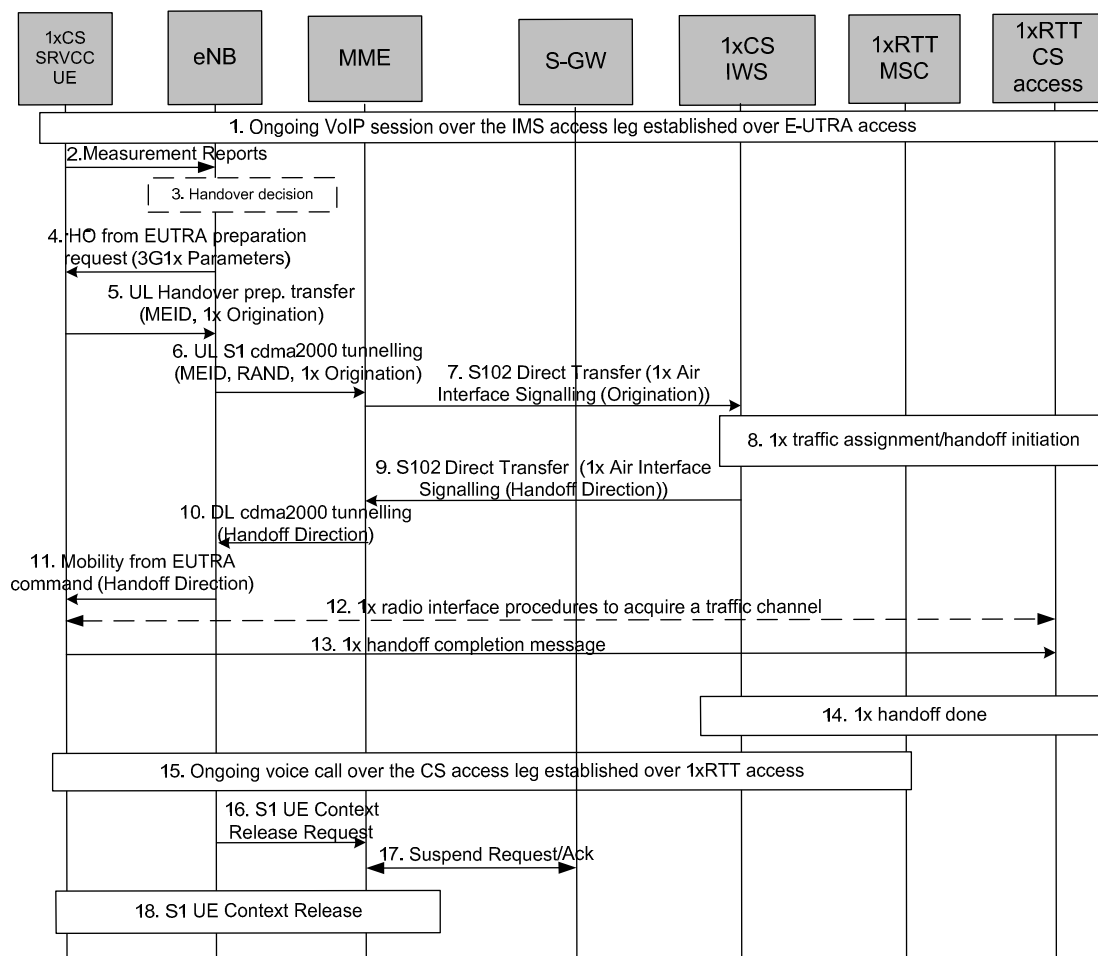 1xCS
SRVCC
UE
eNB
MME
S-GW
1xCS
IWS
1xRTT
MSC
1xRTT
CS
access
1. Ongoing VoIP session over the IMS access leg established over E-UTRA access
2.Measurement Reports
3. Handover decision
4. HO from EUTRA preparation
request (3G1x Parameters)
5. UL Handover prep. transfer
(MEID, 1x Origination)
6. UL S1 cdma2000 tunnelling
(MEID, RAND, 1x Origination)
7. S102 Direct Transfer (1x Air
Interface Signalling (Origination))
8. 1x traffic assignment/handoff initiation
9. S102 Direct Transfer (1x Air Interface
Signalling (Handoff Direction))
10. DL cdma2000 tunnelling
(Handoff Direction)
11. Mobility from EUTRA
command (Handoff Direction)
12. 1x radio interface procedures to acquire a traffic channel
13. 1x handoff completion message
14. 1x handoff done
15. Ongoing voice call over the CS access leg established over 1xRTT access
16. S1 UE Context
Release Request
17. Suspend Request/Ack
18. S1 UE Context Release